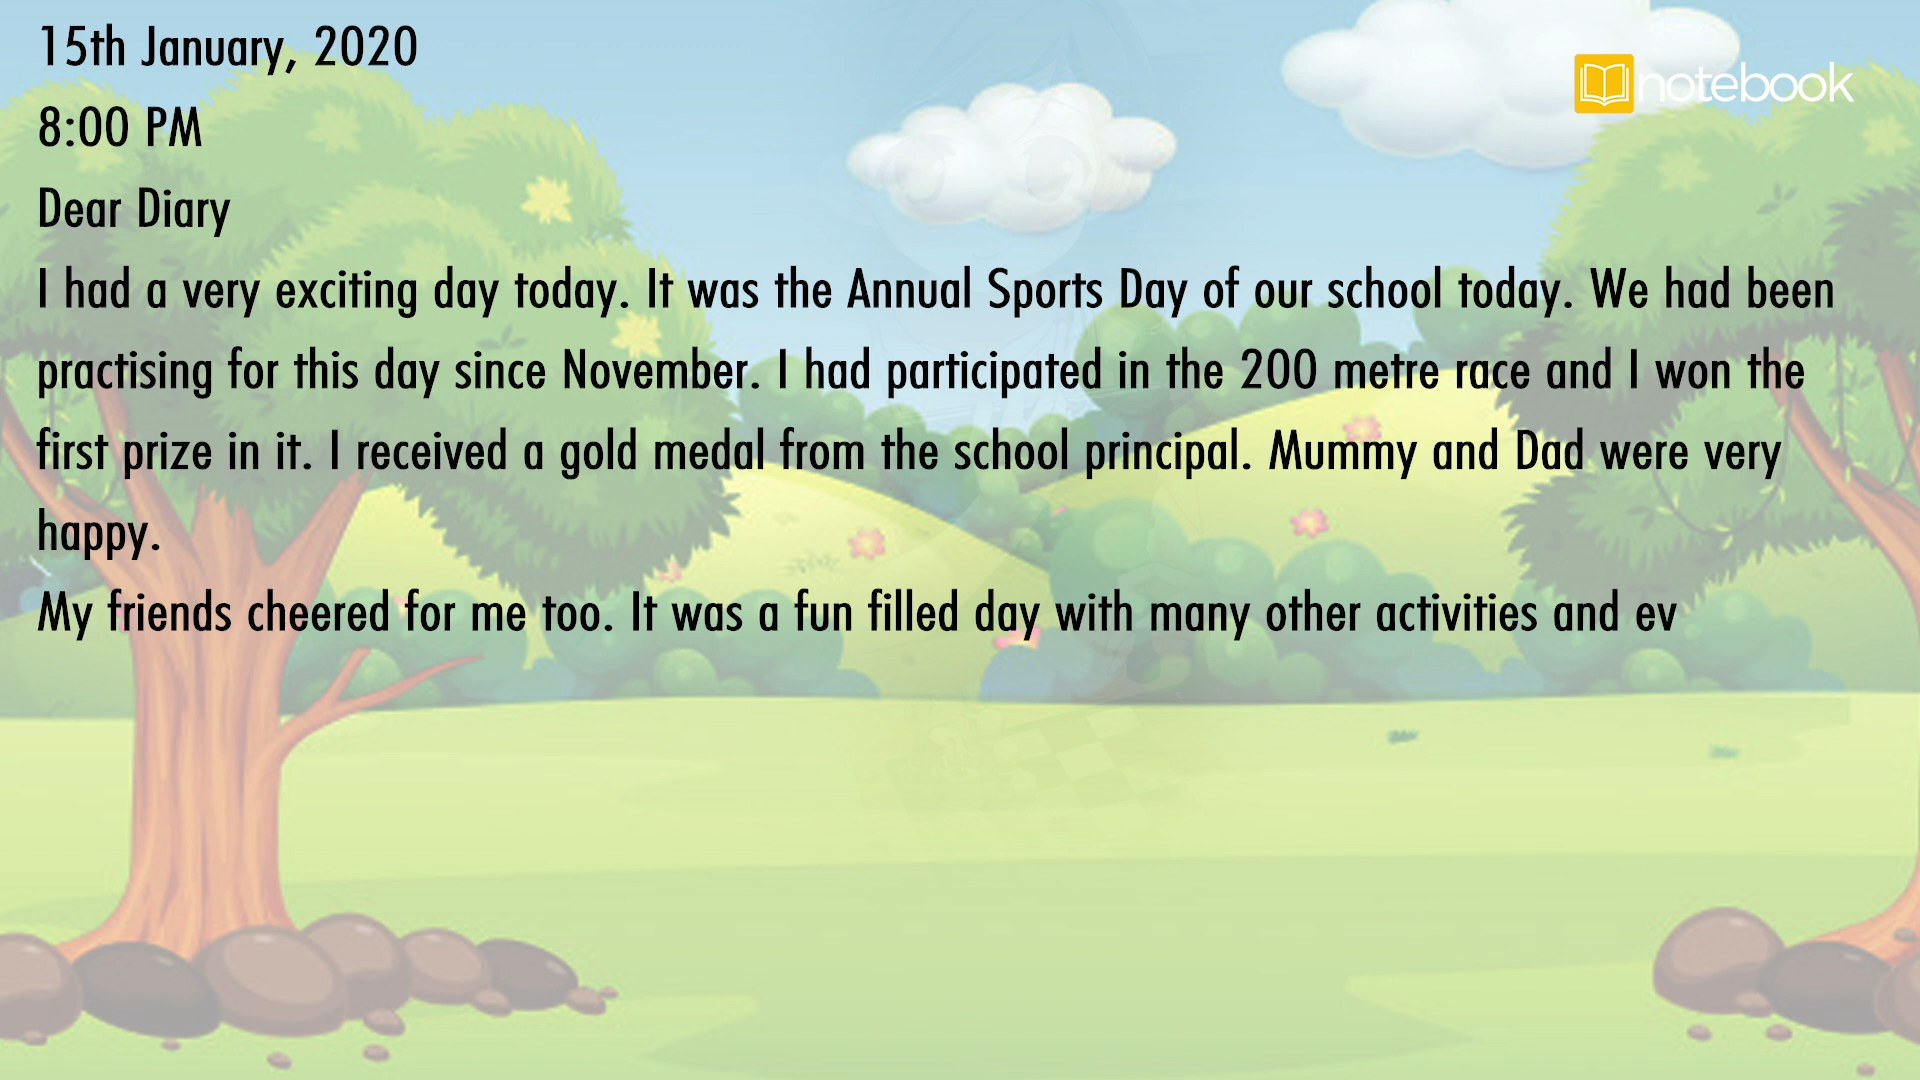 15th January, 2020
notebook
8:00 PM
Dear Diary
I had a very exciting day today. It was the Annual Sports Day of our school today. We had been
practising for this day since November. I had participated in the 200 metre race and I won the
first prize in it. I received a gold medal from the school principal. Mummy and Dad were very
happy.
My friends cheered for me too. It was a fun filled day with many other activities and ev